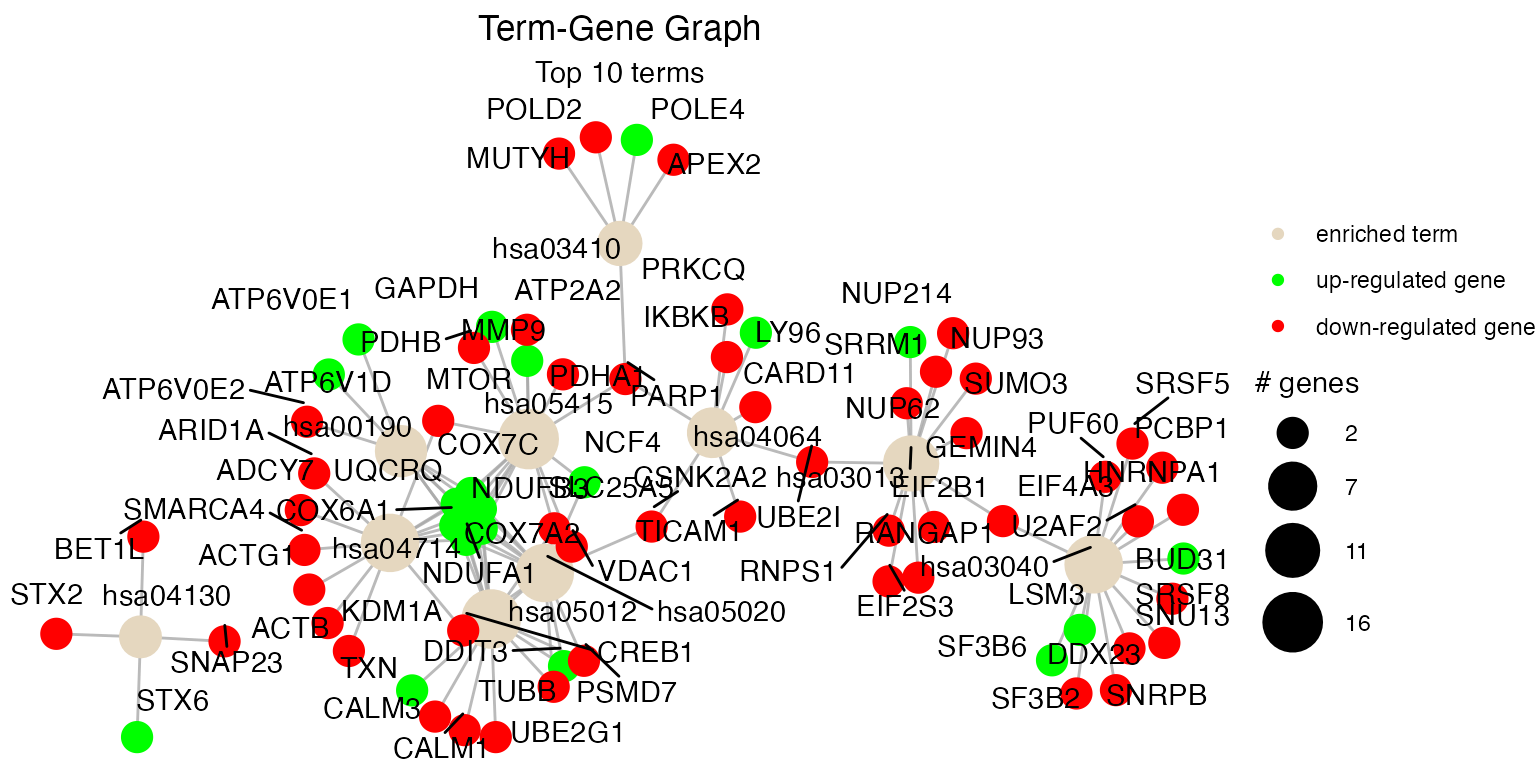 Term-Gene Graph
Top 10 terms
POLD2
POLE4
MUTYH
APEX2
hsa03410
PRKCQ
GAPDH
ATP2A2
ATP6V0E1
NUP214
IKBKB
LY96
PDHB
MMP9
SRRM1
NUP93
ATP6V0E2
ATP6V1D
MTOR
PDHA1
PARP1
CARD11
SUMO3
SRSF5
hsa05415
NUP62
ARID1A
hsa00190
COX7C
NCF4
hsa04064
GEMIN4
PUF60
PCBP1
ADCY7
UQCRQ
CSNK2A2
hsa03013
HNRNPA1
NDUFB3
SLC25A5
EIF2B1
EIF4A3
SMARCA4
COX6A1
COX7A2
TICAM1
UBE2I
RANGAP1
U2AF2
BET1L
ACTG1
hsa04714
NDUFA1
VDAC1
RNPS1
hsa03040
BUD31
STX2
hsa04130
KDM1A
hsa05012
hsa05020
EIF2S3
LSM3
SRSF8
SNU13
ACTB
SNAP23
TXN
DDIT3
CREB1
SF3B6
DDX23
STX6
CALM3
TUBB
PSMD7
SF3B2
SNRPB
CALM1
UBE2G1
enriched term
up-regulated gene
down-regulated gene
# genes
2
7
11
16